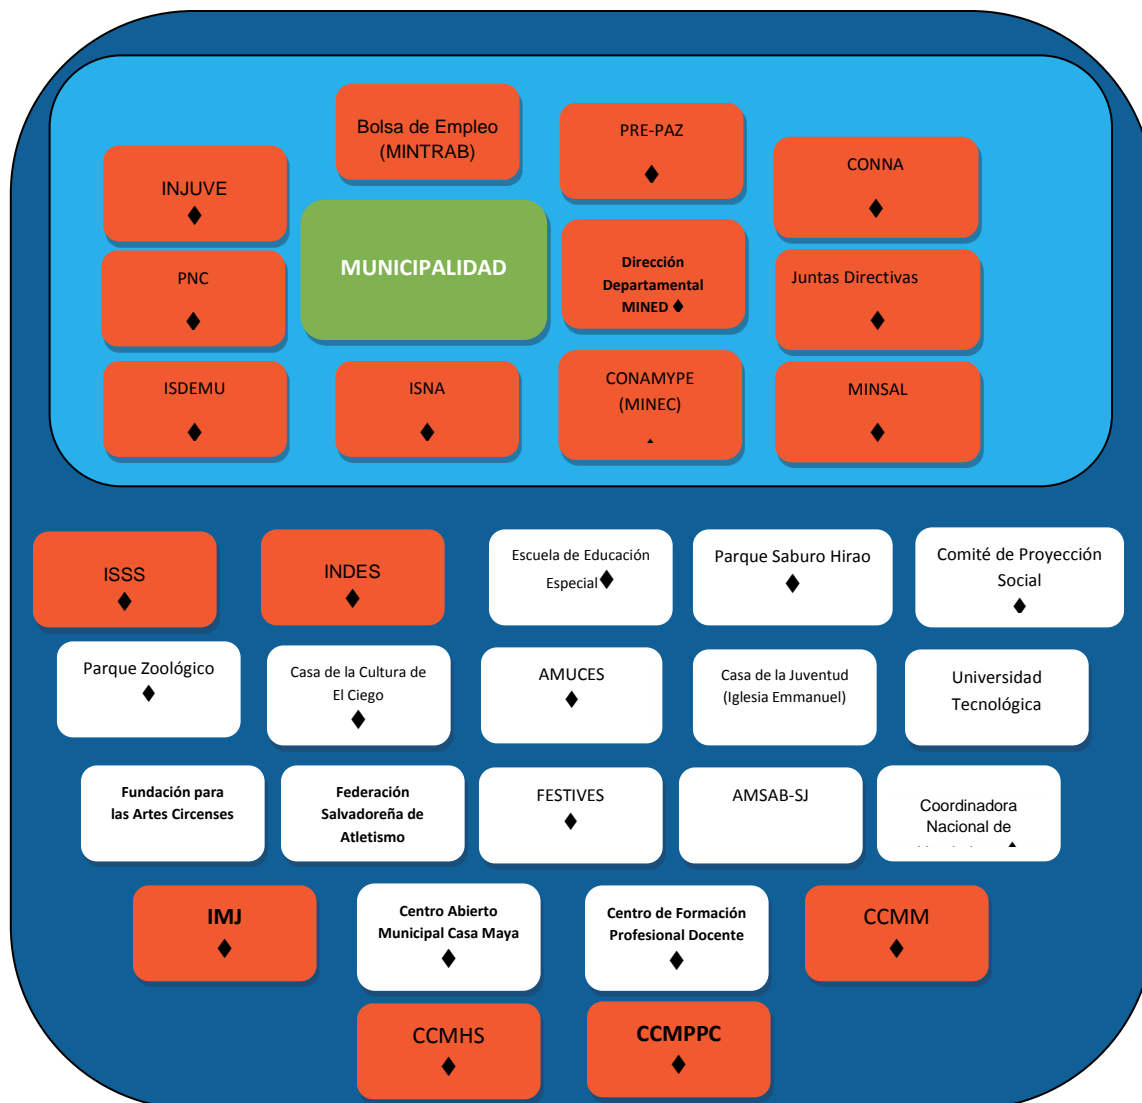 Bolsa de Empleo
(MINTRAB)
PRE-PAZ
CONNA
INJUVE
MUNICIPALIDAD
PNC
Dirección
Departamental
MINED
Juntas Directivas
ISDEMU
ISNA
CONAMYPE
(MINEC)
MINSAL
ISSS
INDES
Escuela de Educación
Especial
Parque Saburo Hirao
Comité de Proyección
Social
Parque Zoológico
Casa de la Cultura de
El Ciego
AMUCES
Casa de la Juventud
(Iglesia Emmanuel)
Universidad
Tecnológica
Fundación para
las Artes Circenses
Federación
Salvadoreña de
Atletismo
FESTIVES
AMSAB-SJ
Coordinadora
Nacional de
IMJ
Centro Abierto
Municipal Casa Maya
Centro de Formación
Profesional Docente
CCMM
CCMHS
CCMPPC